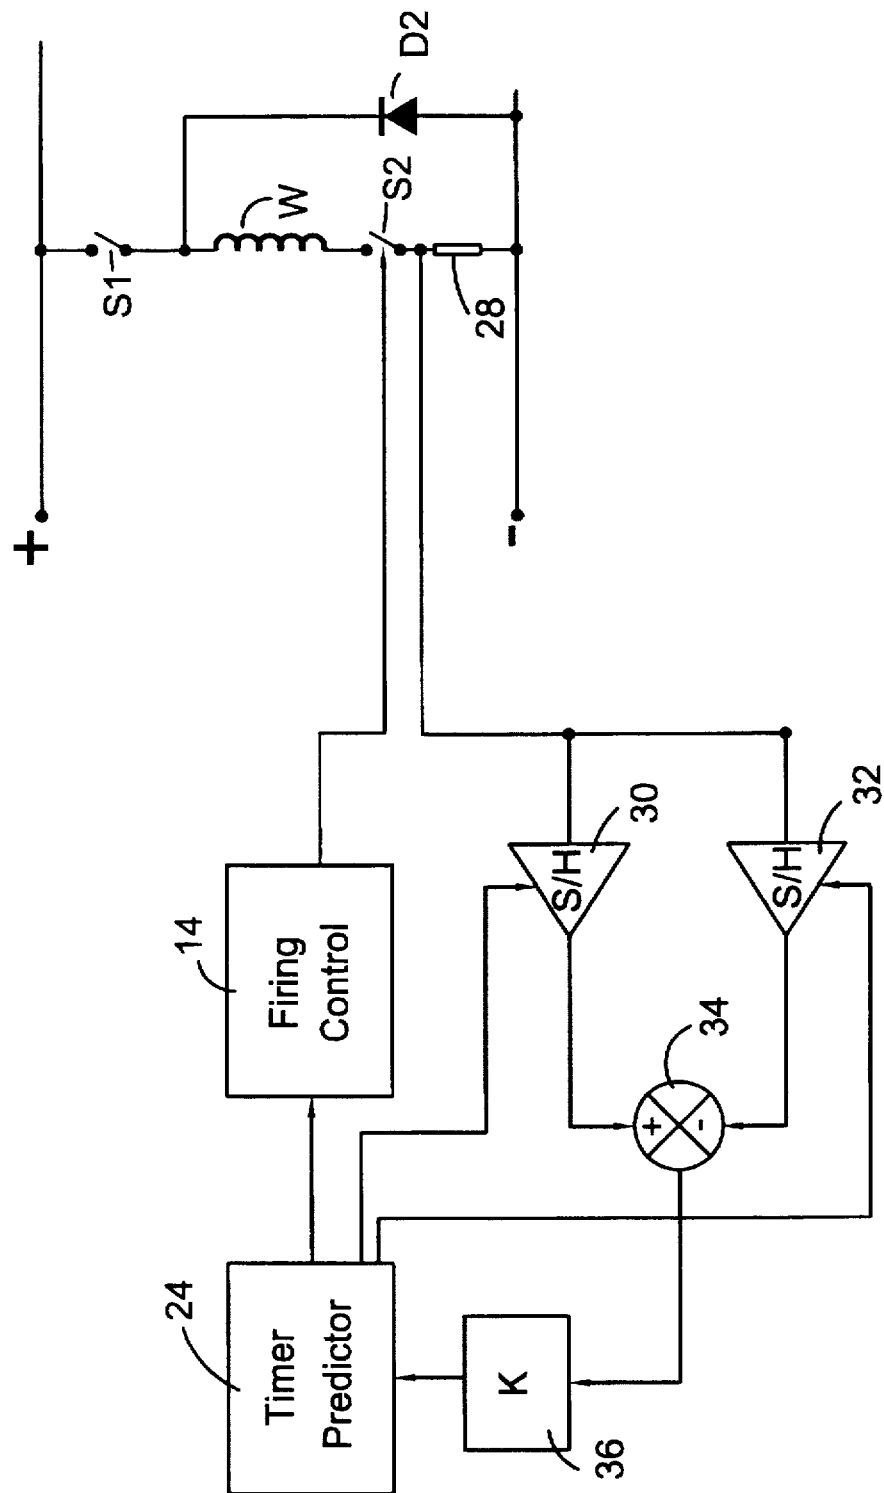 +
-
S1
W
S2
D2
28
14
Firing
Control
24
Timer
Predictor
S/H
30
S/H
32
+
-
34
K
36